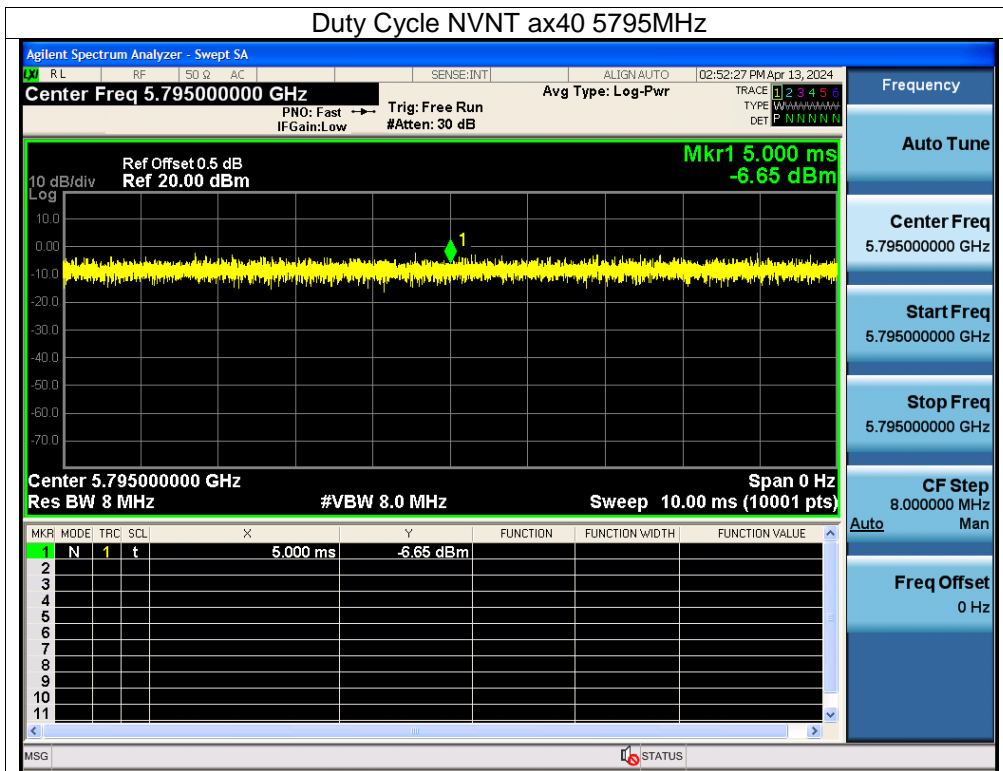 Duty Cycle NVNT ax40 5795MHz
Agilent Spectrum Analyzer - Swept SA
LXI RL RF 50 Ω AC SENSE:INT ALIGN AUTO 02:52:27 PM Apr 13, 2024
Center Freq 5.795000000 GHz Avg Type: Log-Pwr TRACE 1 2 3 4 5 6
PNO: Fast Trig: Free Run TYPE WWWWWW
IFGain:Low #Atten: 30 dB DET P N N N N N
Mkr1 5.000 ms
Ref Offset 0.5 dB
10 dB/div Ref 20.00 dBm -6.65 dBm
Log
10.0
0.00
-10.0
-20.0
-30.0
-40.0
-50.0
-60.0
-70.0
1
Center 5.795000000 GHz Span 0 Hz
Res BW 8 MHz #VBW 8.0 MHz Sweep 10.00 ms (10001 pts)
MKR MODE TRC SCL X Y FUNCTION FUNCTION WIDTH FUNCTION VALUE
1 N 1 t 5.000 ms -6.65 dBm
2
3
4
5
6
7
8
9
10
11
MSG STATUS
Frequency
Auto Tune
Center Freq
5.795000000 GHz
Start Freq
5.795000000 GHz
Stop Freq
5.795000000 GHz
CF Step
8.000000 MHz
Auto Man
Freq Offset
0 Hz